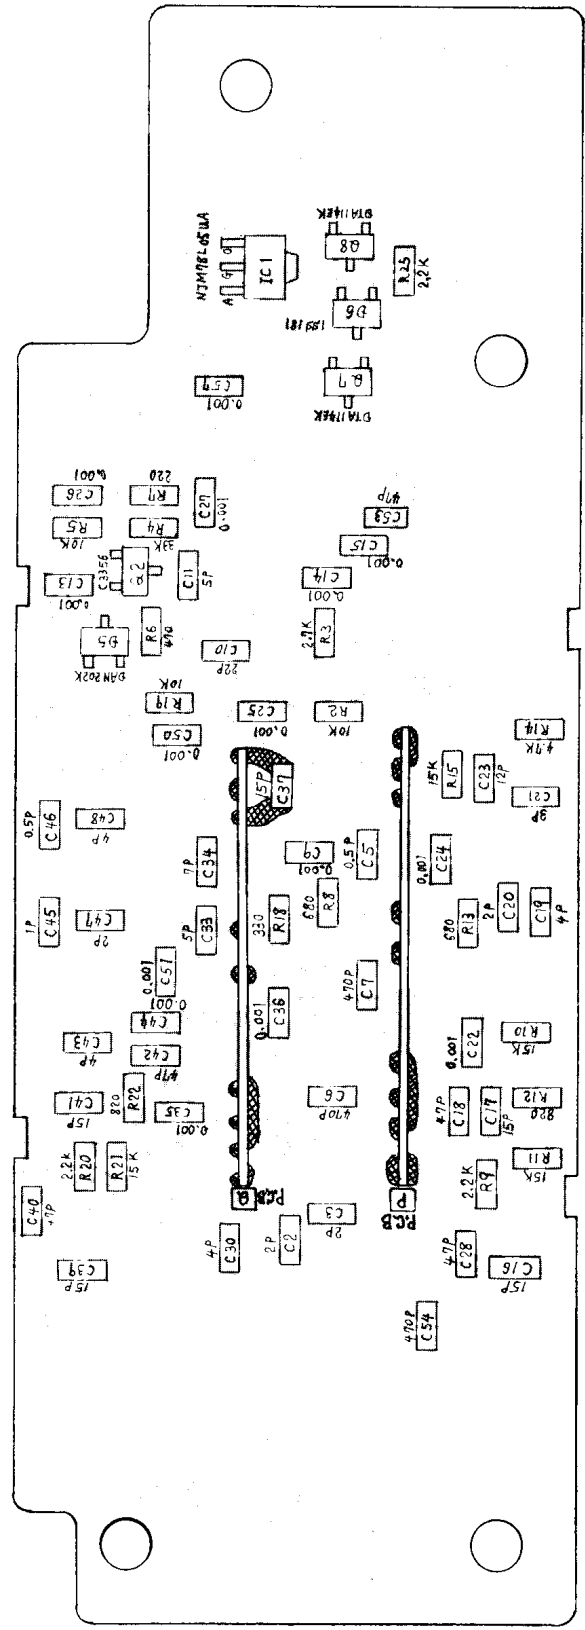 NJM78L05UA
A
G
O
IC1
DTA114EK
Q8
R25
2.2K
D6
1SS181
Q7
DTA114EK
C57
0.001
0.001
C26
220
R7
C27
0.001
47P
C53
R5
10K
R4
33K
C15
0.001
C3356
Q2
C13
0.001
C11
5P
C14
0.001
D5
DAN202K
R6
470
C10
22P
2.7K
R3
10K
R19
C50
0.001
C25
0.001
R2
10K
R14
4.7K
15P
C37
15K
R15
C23
12P
C21
3P
0.5P
C46
C48
4P
7P
C34
C9
0.001
0.5P
C5
0.001
C24
1P
C45
C47
2P
5P
C33
330
R18
680
R8
680
R13
2P
C20
C19
4P
0.001
C51
0.001
C44
0.001
C36
470P
C7
C43
4P
C42
47P
0.001
C22
R10
15K
C41
15P
820
R22
C35
0.001
C6
470P
47P
C18
C17
15P
R12
820
2.2K
R20
R21
15K
R11
15K
2.2K
R9
C40
47P
Q
P.C.B
P
P.C.B
C3
2P
4P
C30
2P
C2
C39
15P
47P
C28
C16
15P
470P
C54